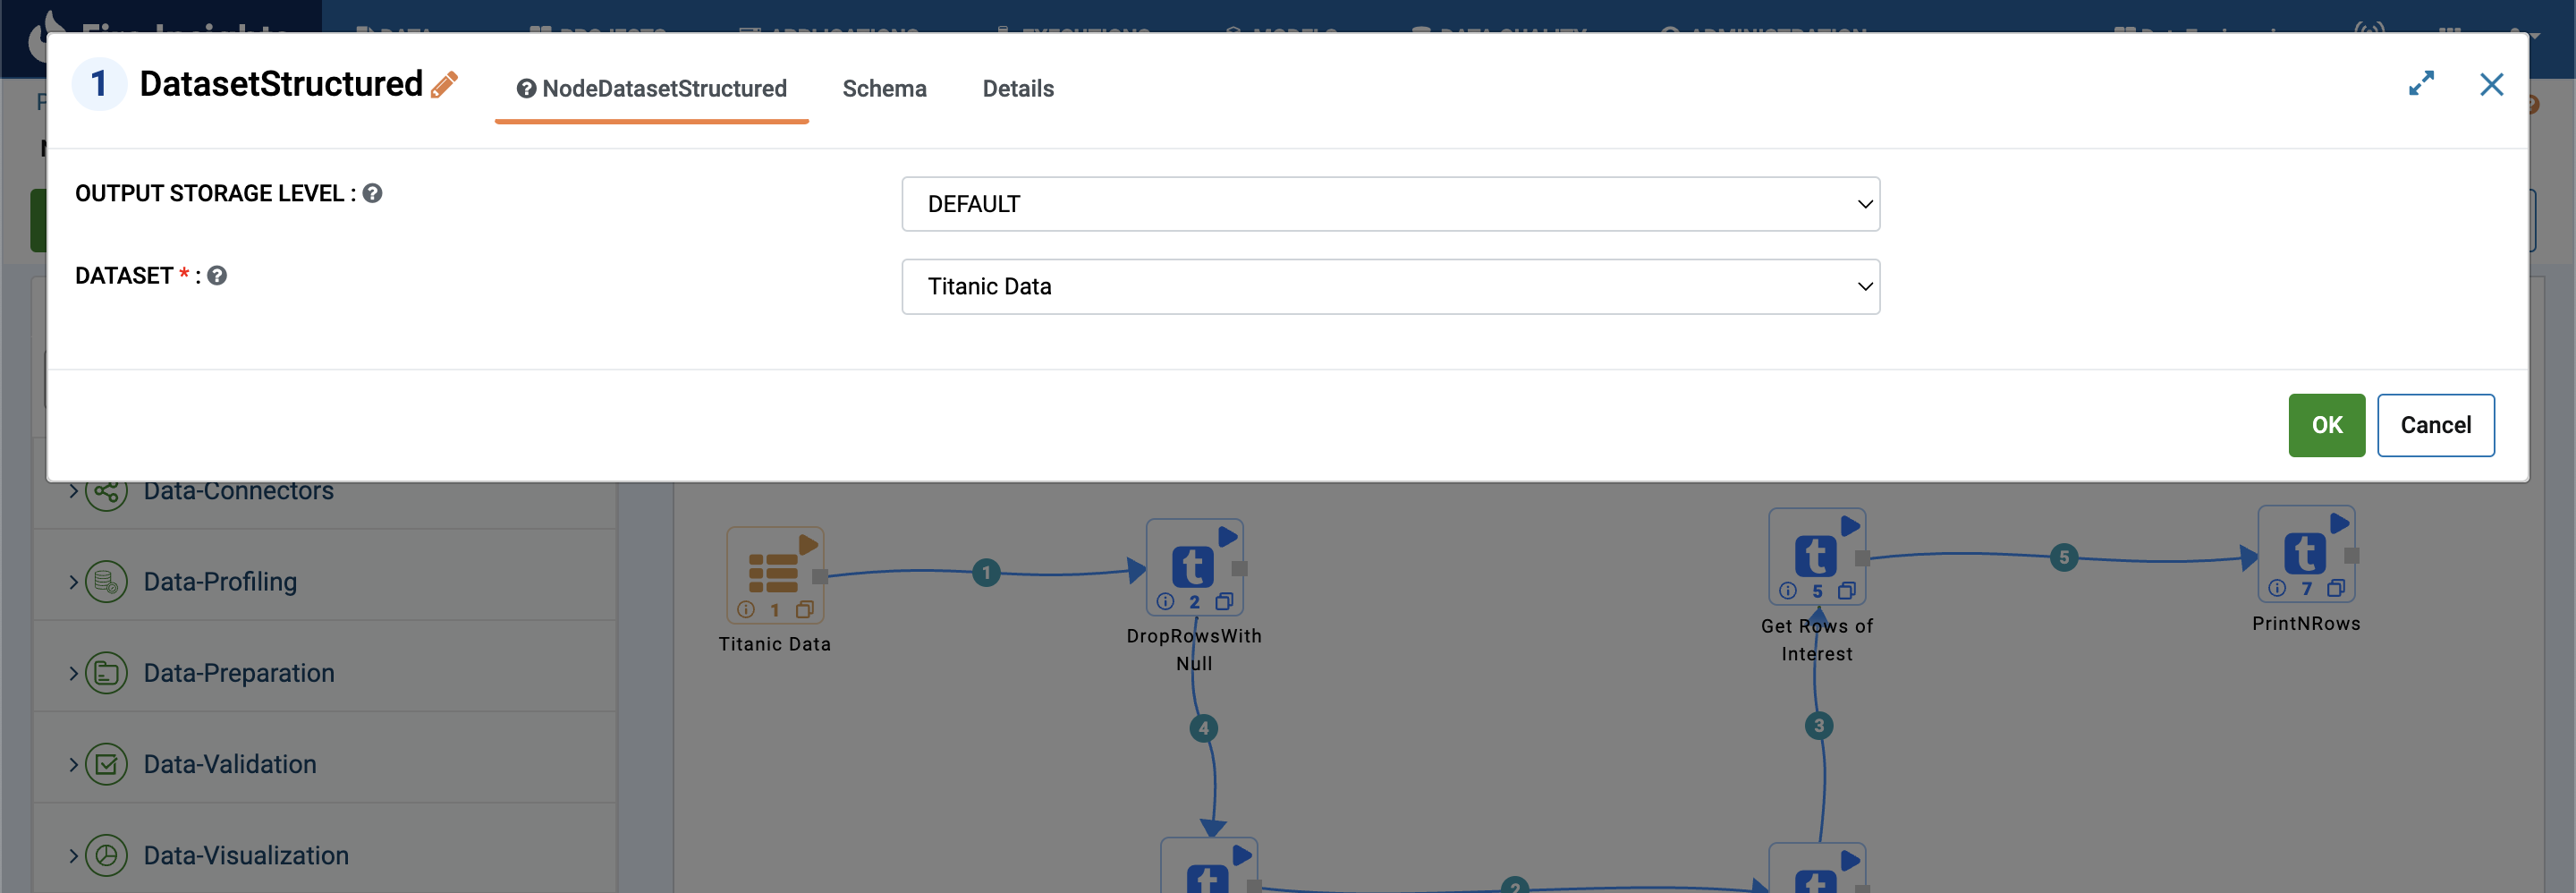 1 DatasetStructured NodeDatasetStructured Schema Details
OUTPUT STORAGE LEVEL :
DEFAULT
DATASET * :
Titanic Data
OK Cancel
Data-Connectors
Data-Profiling
Data-Preparation
Data-Validation
Data-Visualization
1
Titanic Data
1
2
DropRowsWith
Null
4
5
Get Rows of
Interest
5
7
PrintNRows
3
2